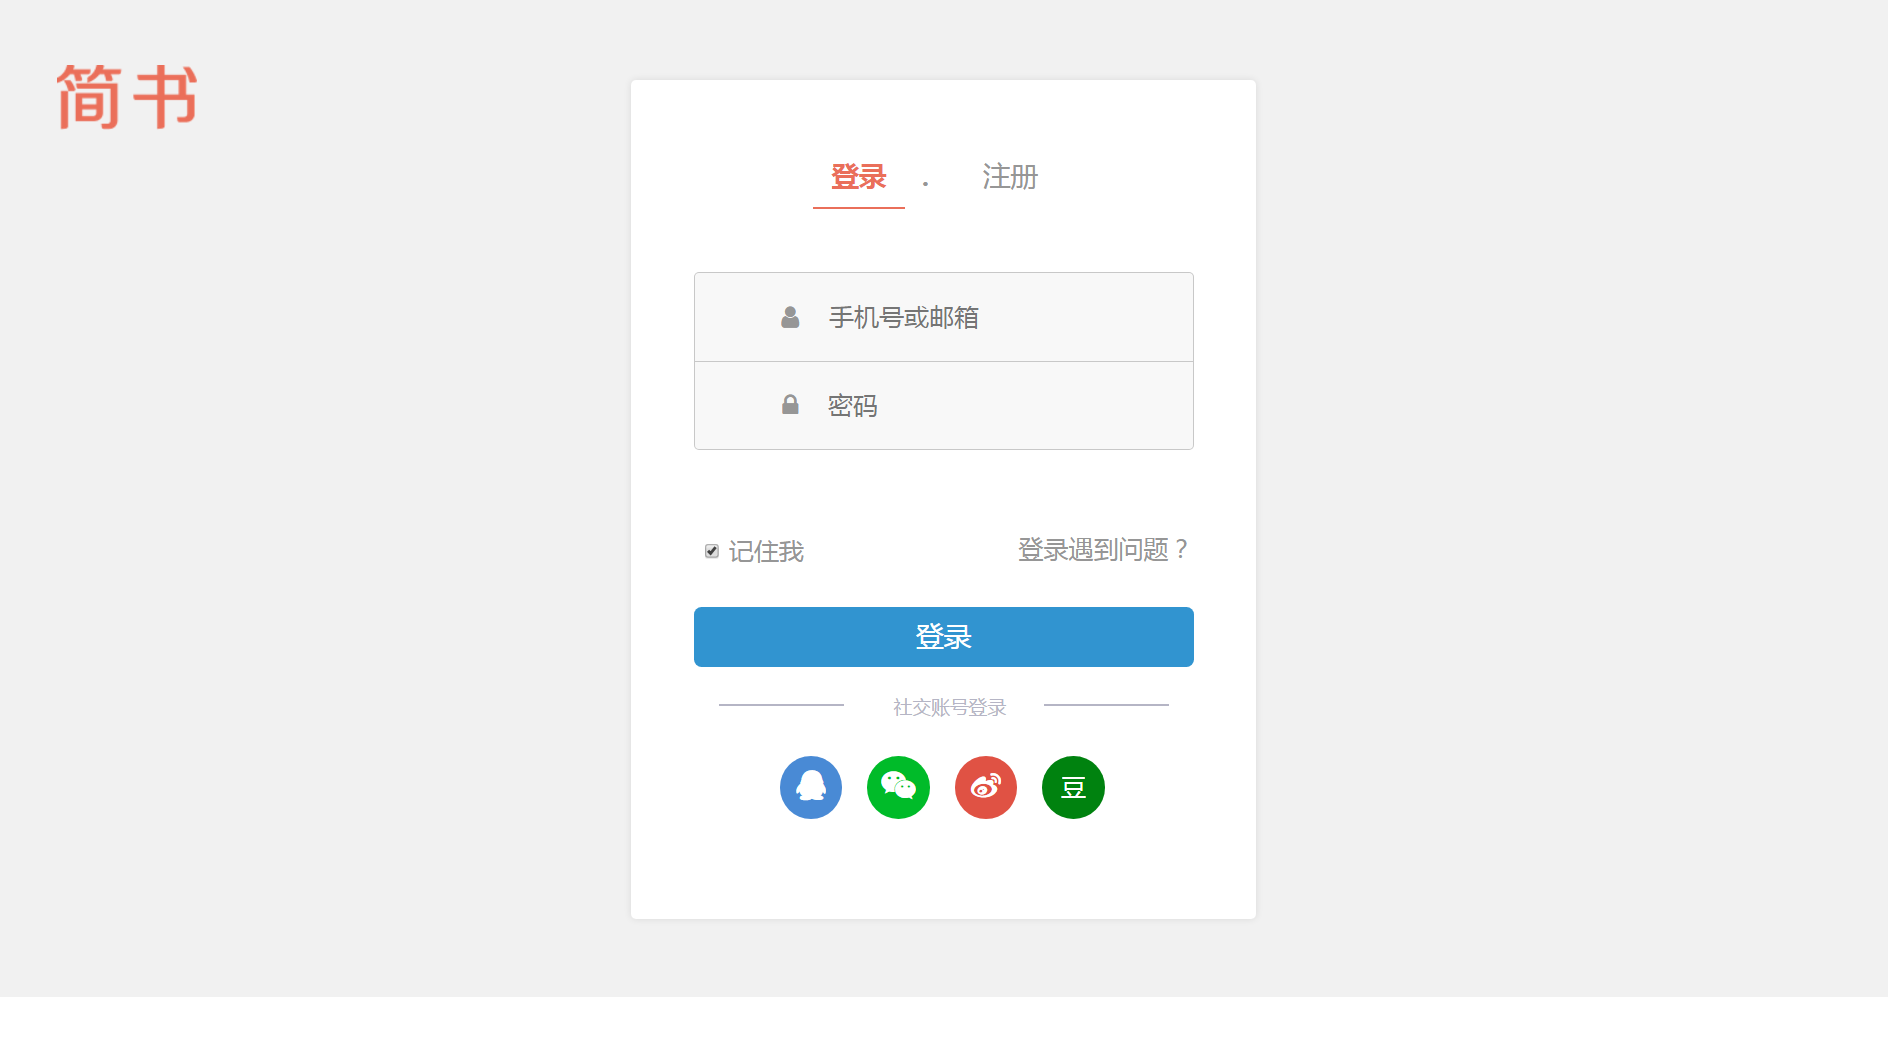 简书
登录 · 注册
手机号或邮箱
密码
记住我 登录遇到问题？
登录
社交账号登录
豆